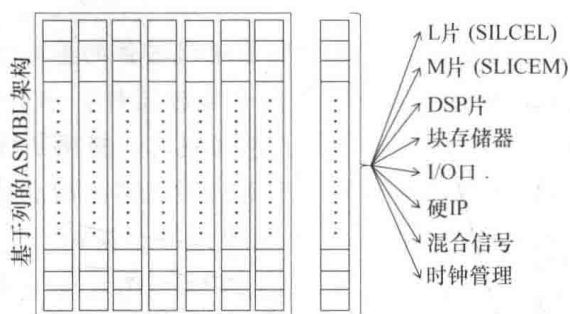 基于列的ASMBL架构
L片 (SILCEL)
M片 (SLICEM)
DSP片
块存储器
I/O口
硬IP
混合信号
时钟管理